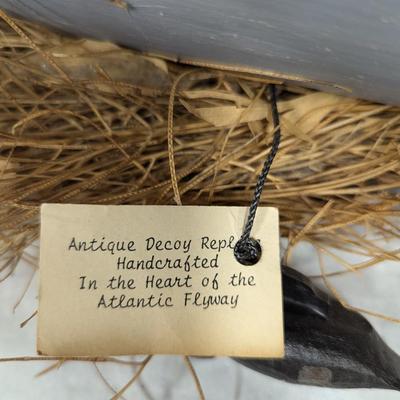 Antique Decoy Repl
Handcrafted
In the Heart of the
Atlantic Flyway